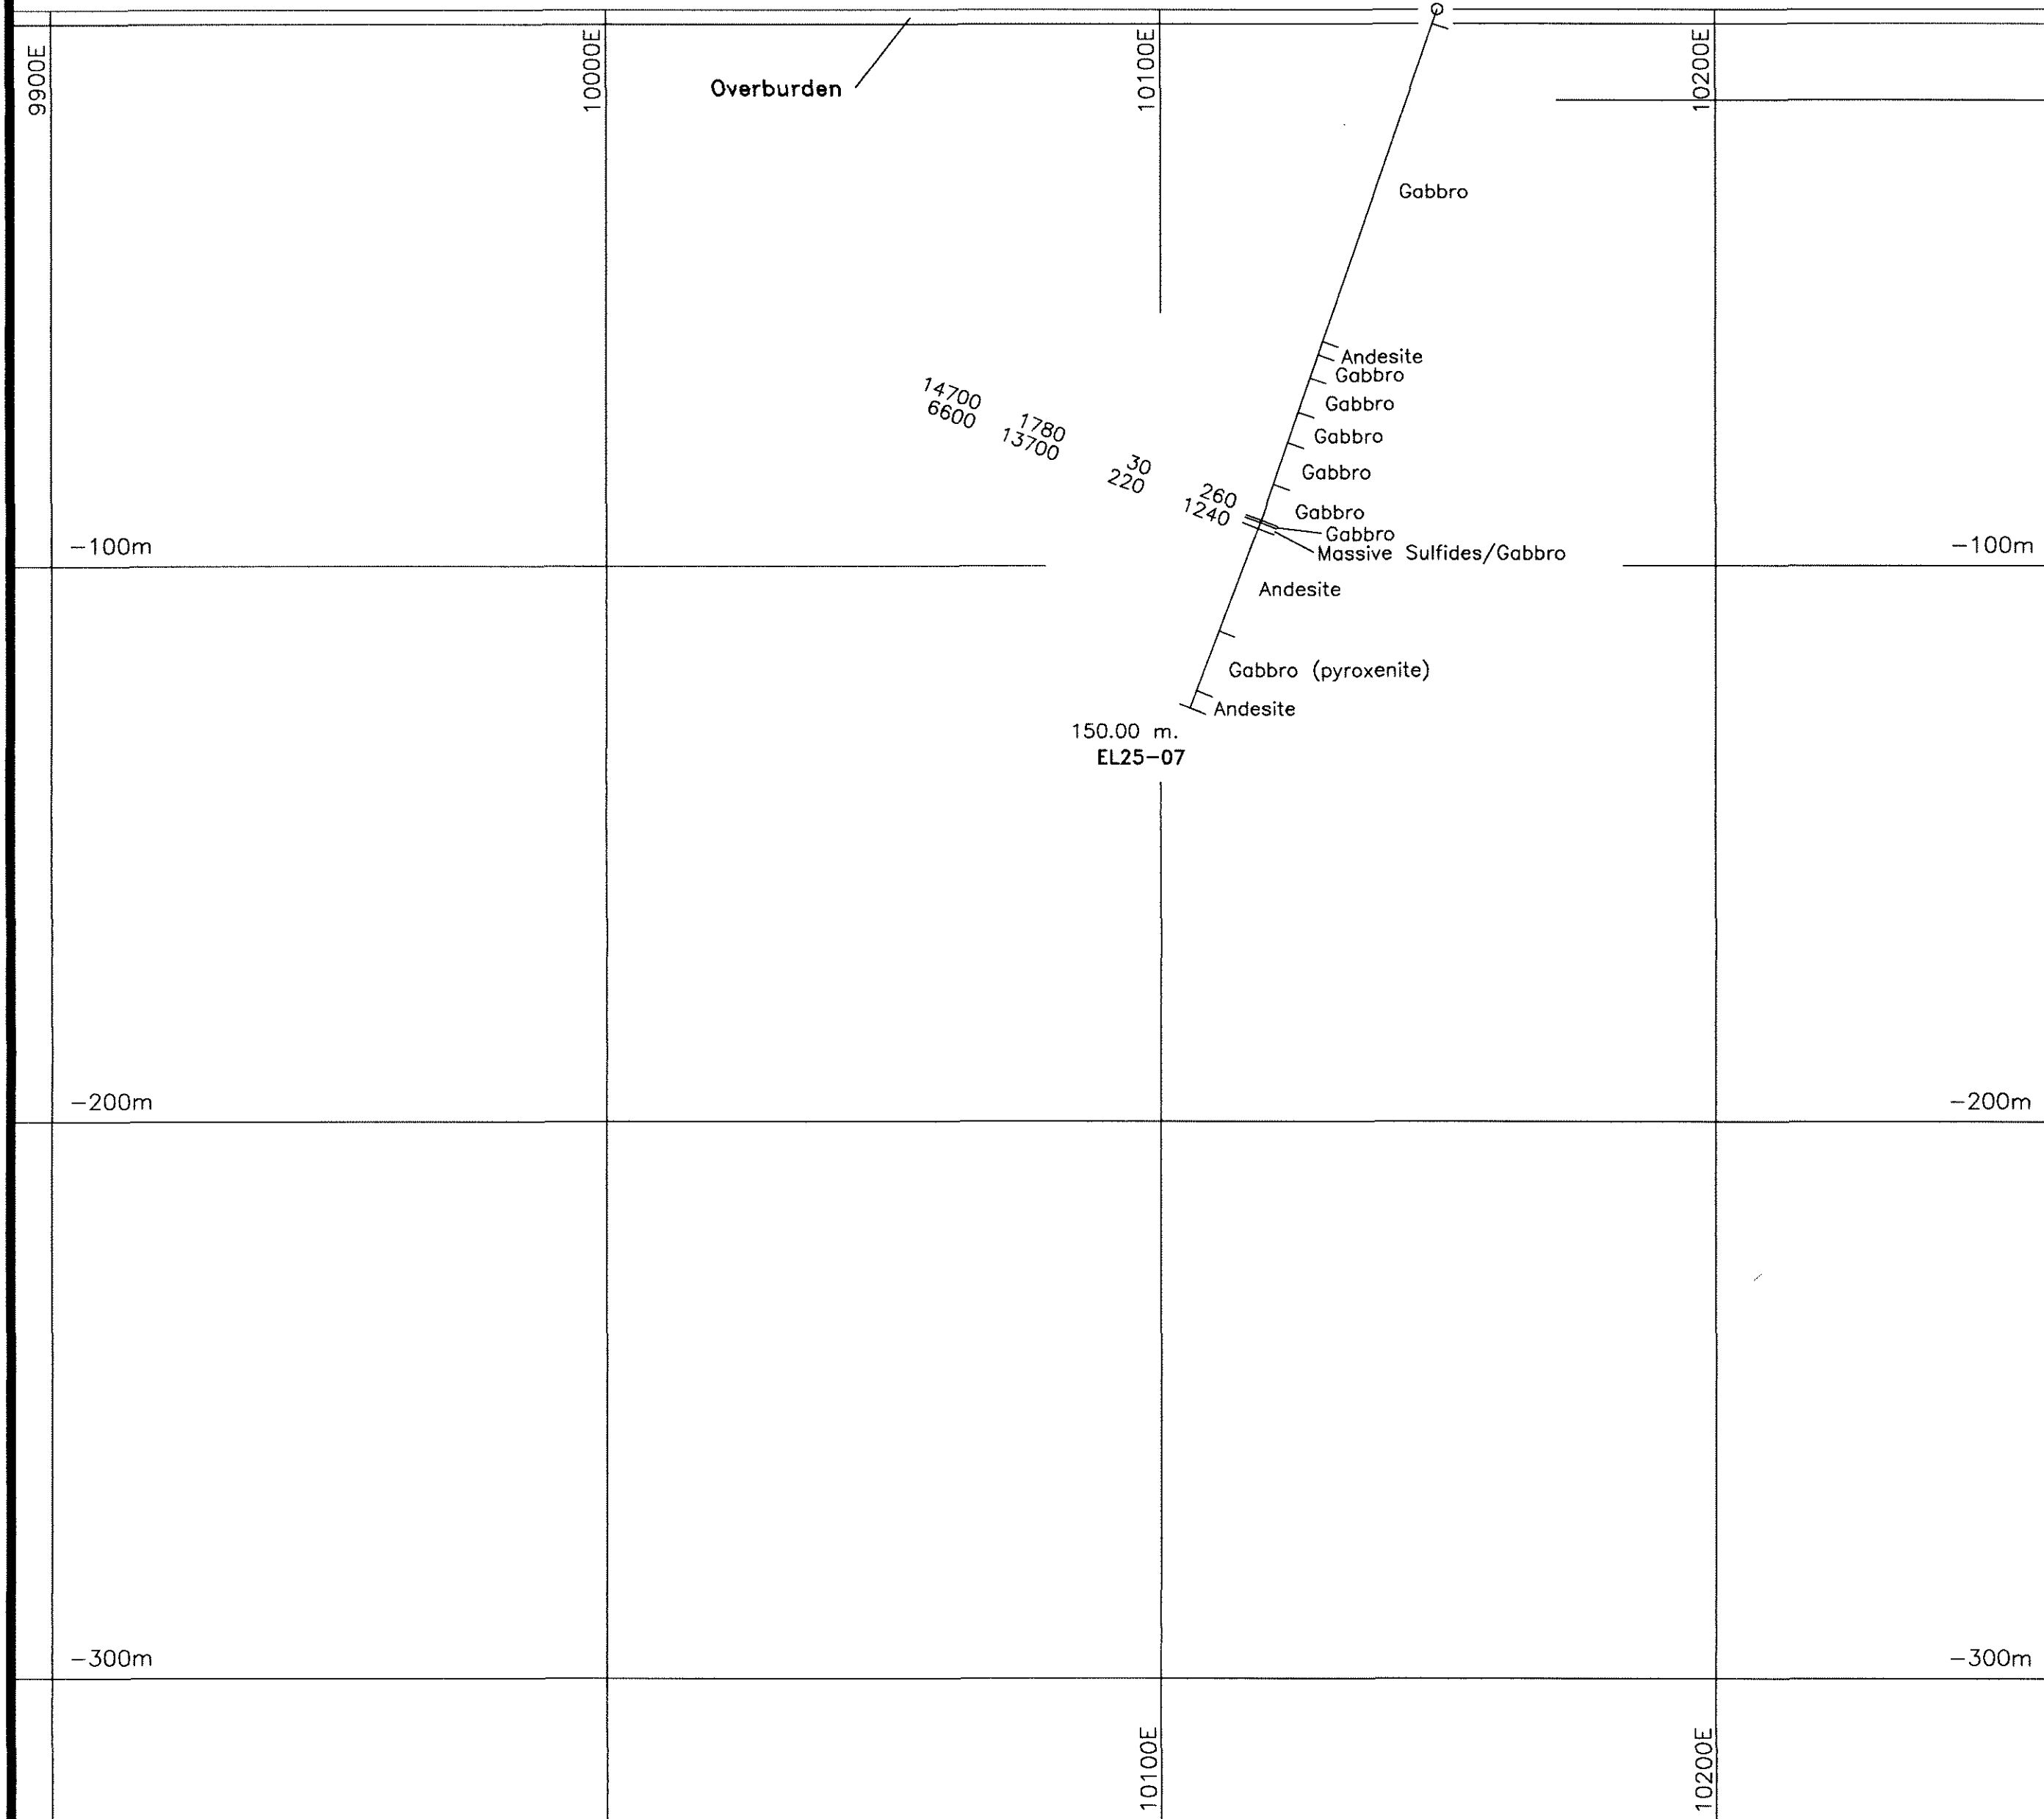 9900E
10000E
10100E
10200E
Overburden
Gabbro
Andesite
Gabbro
Gabbro
Gabbro
Gabbro
Gabbro
Gabbro
Massive Sulfides/Gabbro
Andesite
Gabbro (pyroxenite)
Andesite
14700 1780 30 260
6600 13700 220 1240
-100m
-100m
150.00 m.
EL25-07
-200m
-200m
-300m
-300m
10100E
10200E